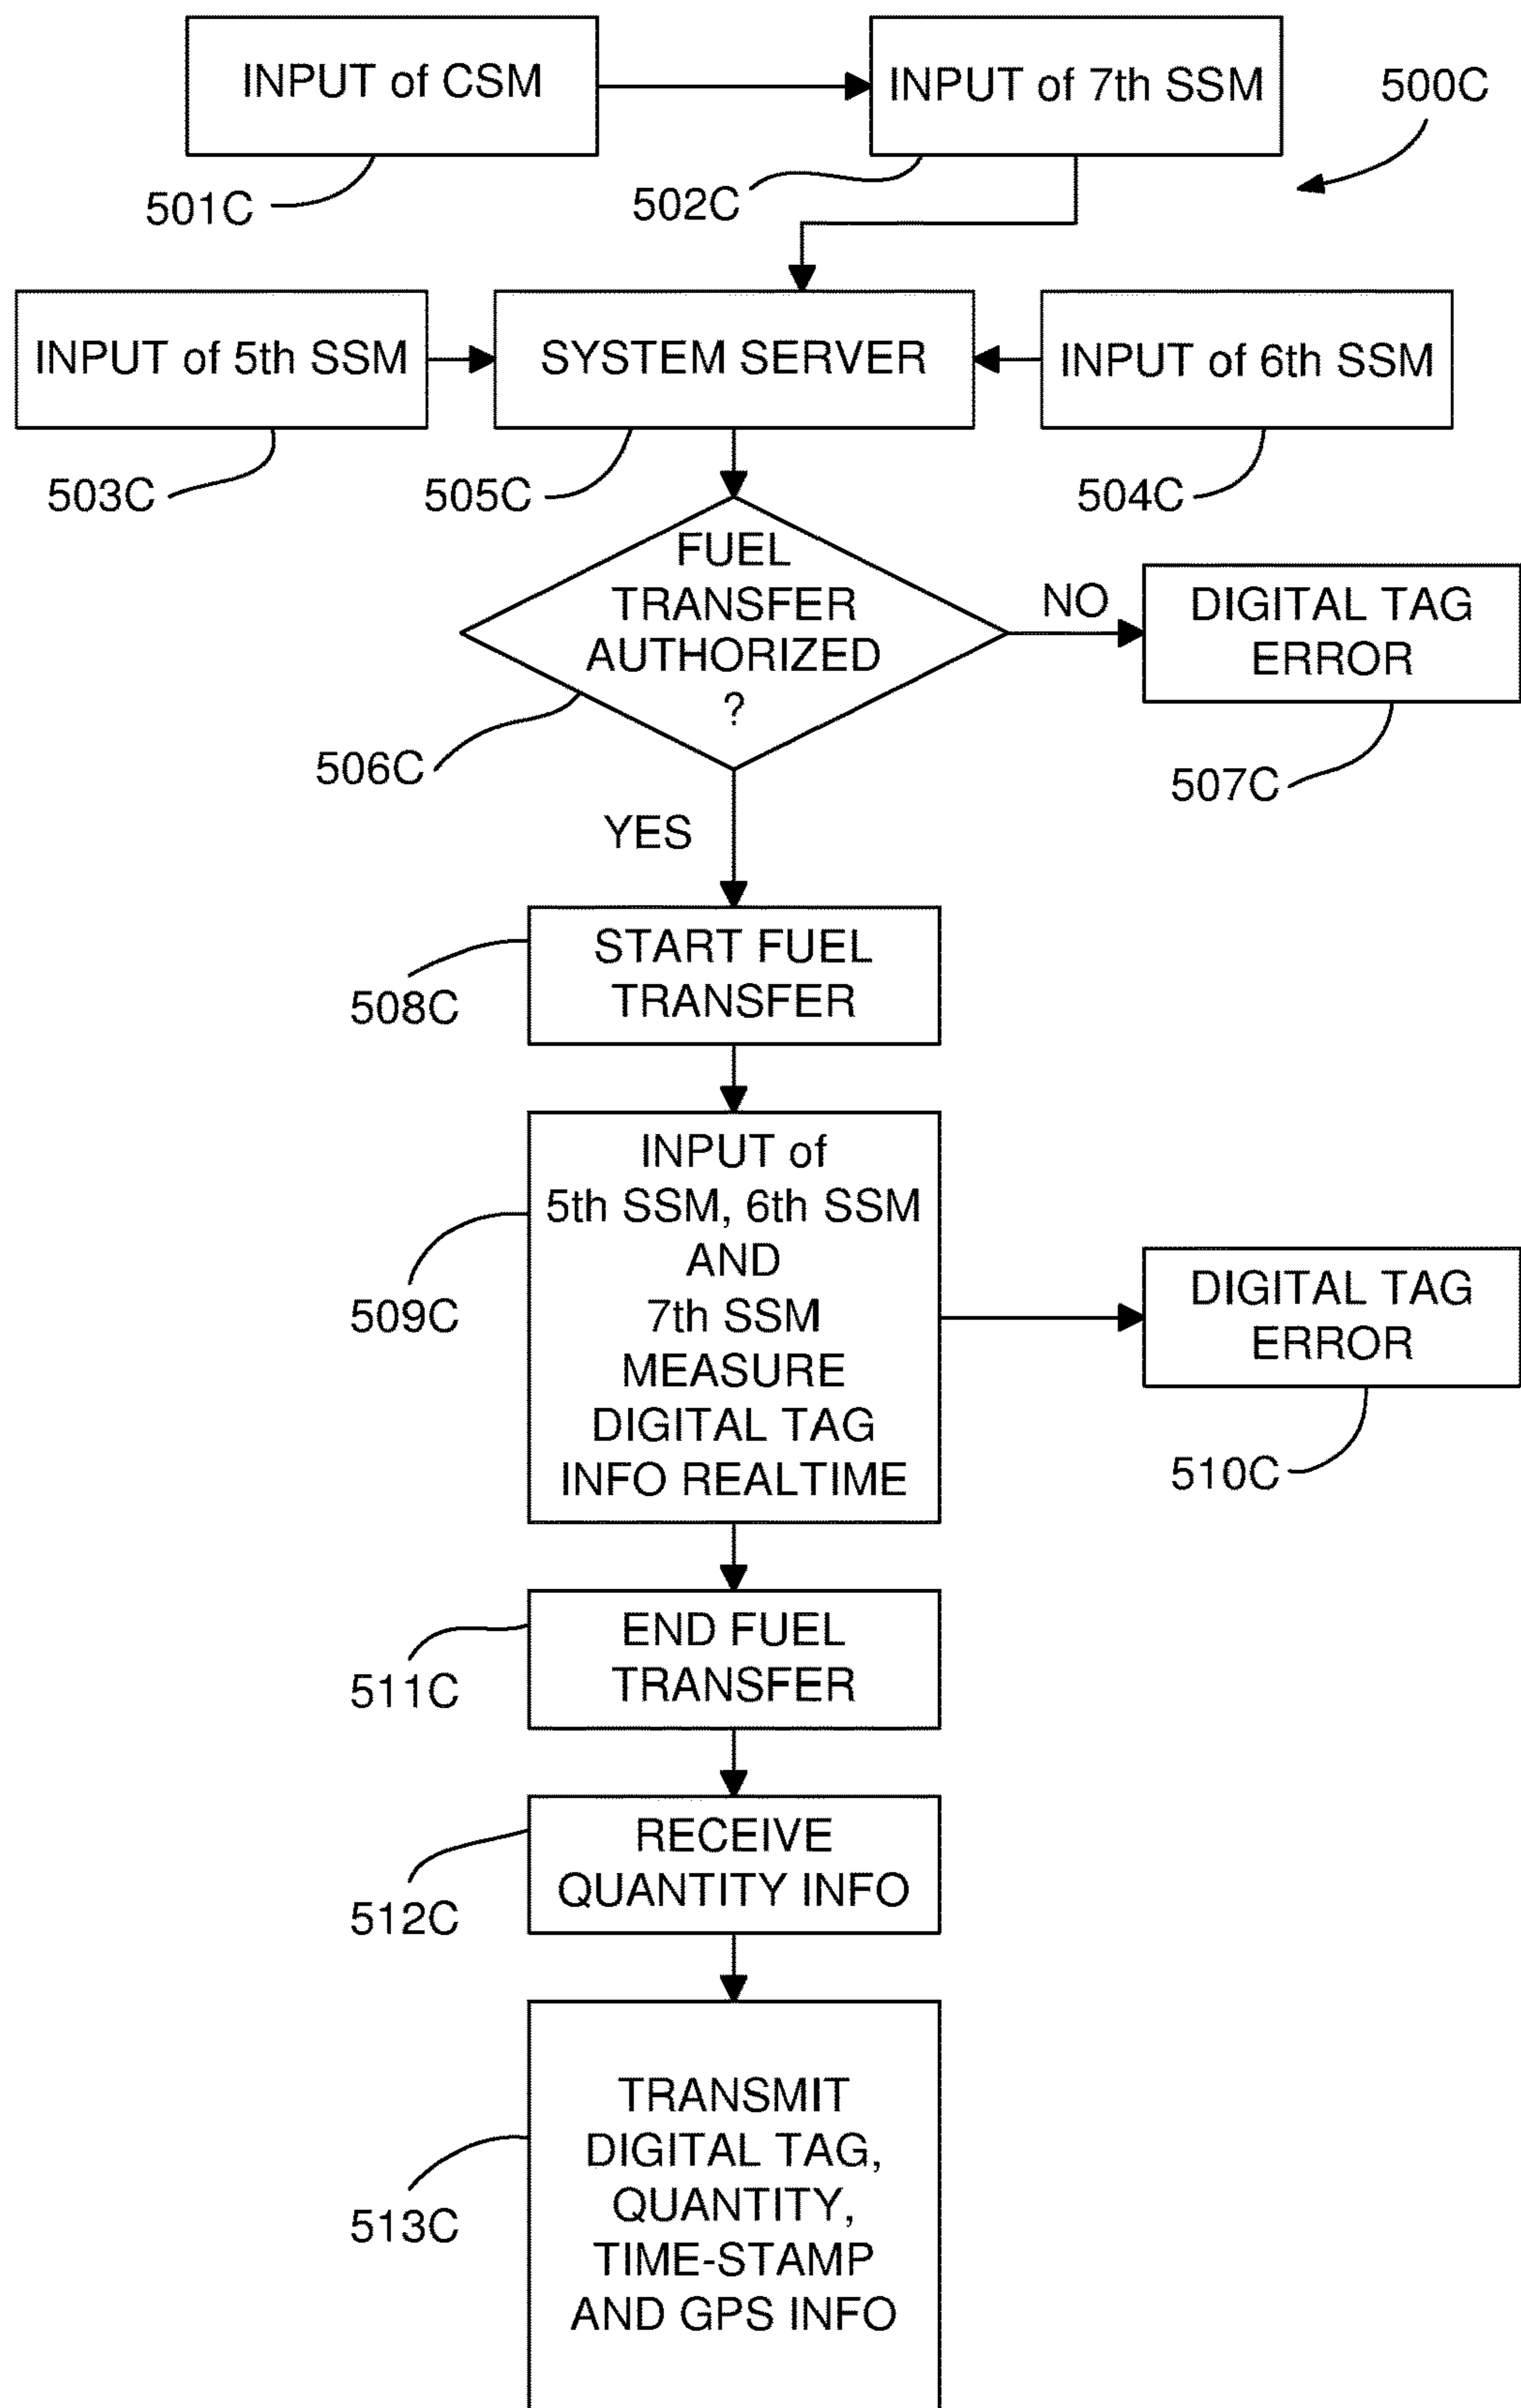 INPUT of CSM
INPUT of 7th SSM
500C
501C
502C
INPUT of 5th SSM
SYSTEM SERVER
INPUT of 6th SSM
503C
505C
504C
FUEL
TRANSFER
AUTHORIZED
?
NO
DIGITAL TAG
ERROR
506C
507C
YES
START FUEL
TRANSFER
508C
INPUT of
5th SSM, 6th SSM
AND
7th SSM
MEASURE
DIGITAL TAG
INFO REALTIME
509C
DIGITAL TAG
ERROR
510C
END FUEL
TRANSFER
511C
RECEIVE
QUANTITY INFO
512C
TRANSMIT
DIGITAL TAG,
QUANTITY,
TIME-STAMP
AND GPS INFO
513C